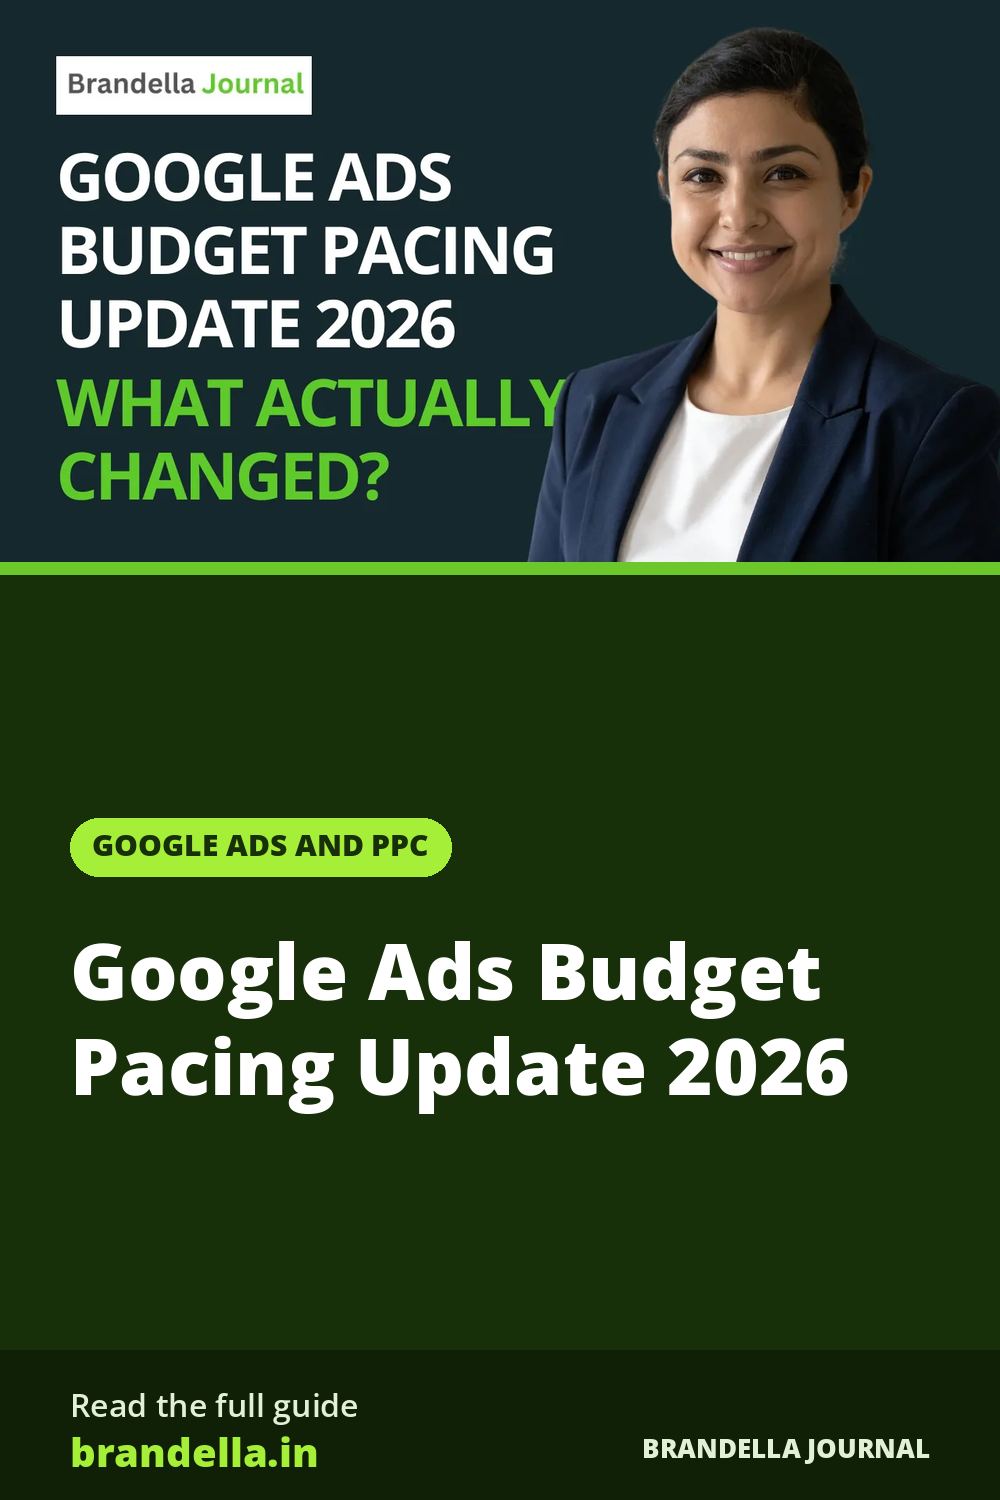 Brandella Journal
GOOGLE ADS
BUDGET PACING
UPDATE 2026
WHAT ACTUALLY
CHANGED?
GOOGLE ADS AND PPC
Google Ads Budget
Pacing Update 2026
Read the full guide
brandella.in
BRANDELLA JOURNAL